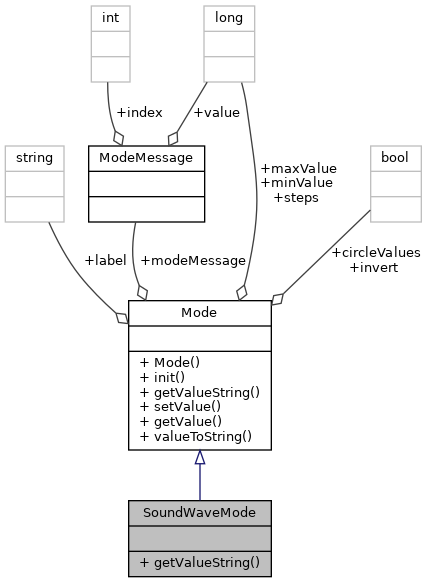 int
long
+index
+value
string
ModeMessage
bool
+maxValue
+minValue
+steps
+label
+modeMessage
+circleValues
+invert
Mode
+ Mode()
+ init()
+ getValueString()
+ setValue()
+ getValue()
+ valueToString()
SoundWaveMode
+ getValueString()